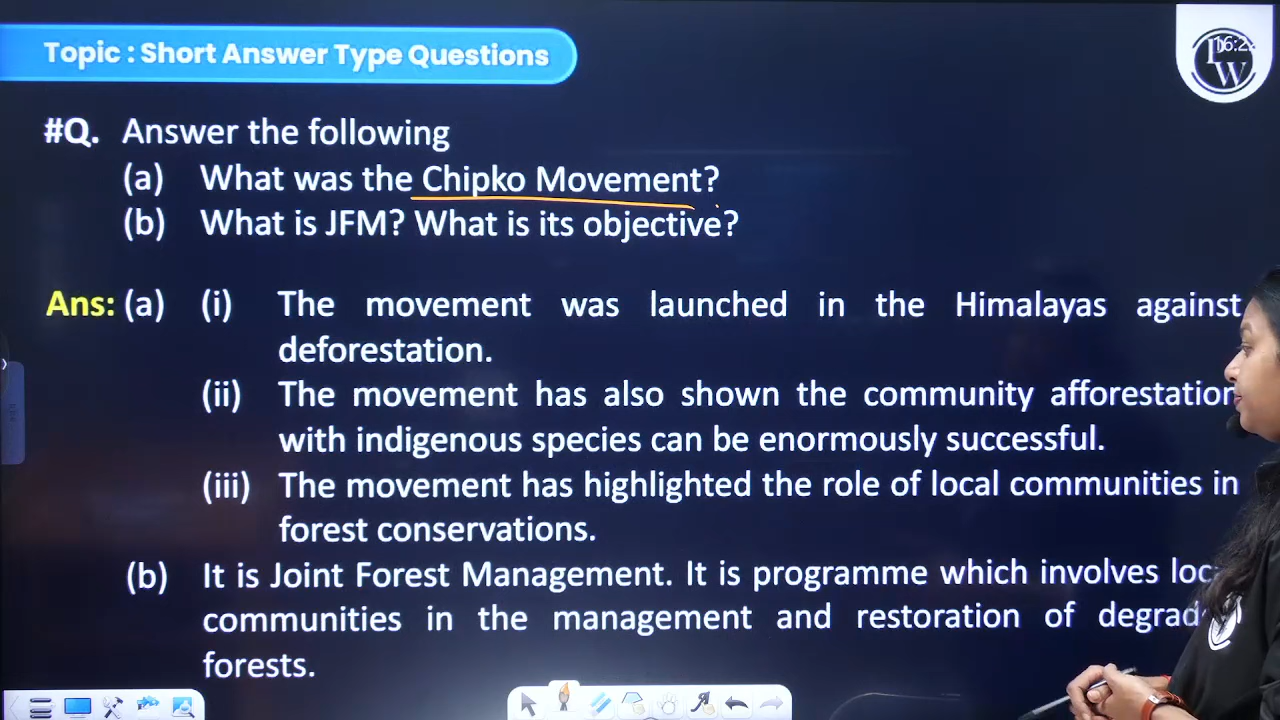 Topic : Short Answer Type Questions
16:2
W
#Q. Answer the following
(a) What was the Chipko Movement?
(b) What is JFM? What is its objective?
Ans: (a) (i) The movement was launched in the Himalayas against
deforestation.
(ii) The movement has also shown the community afforestation
with indigenous species can be enormously successful.
(iii) The movement has highlighted the role of local communities in
forest conservations.
(b) It is Joint Forest Management. It is programme which involves
communities in the management and restoration of
forests.